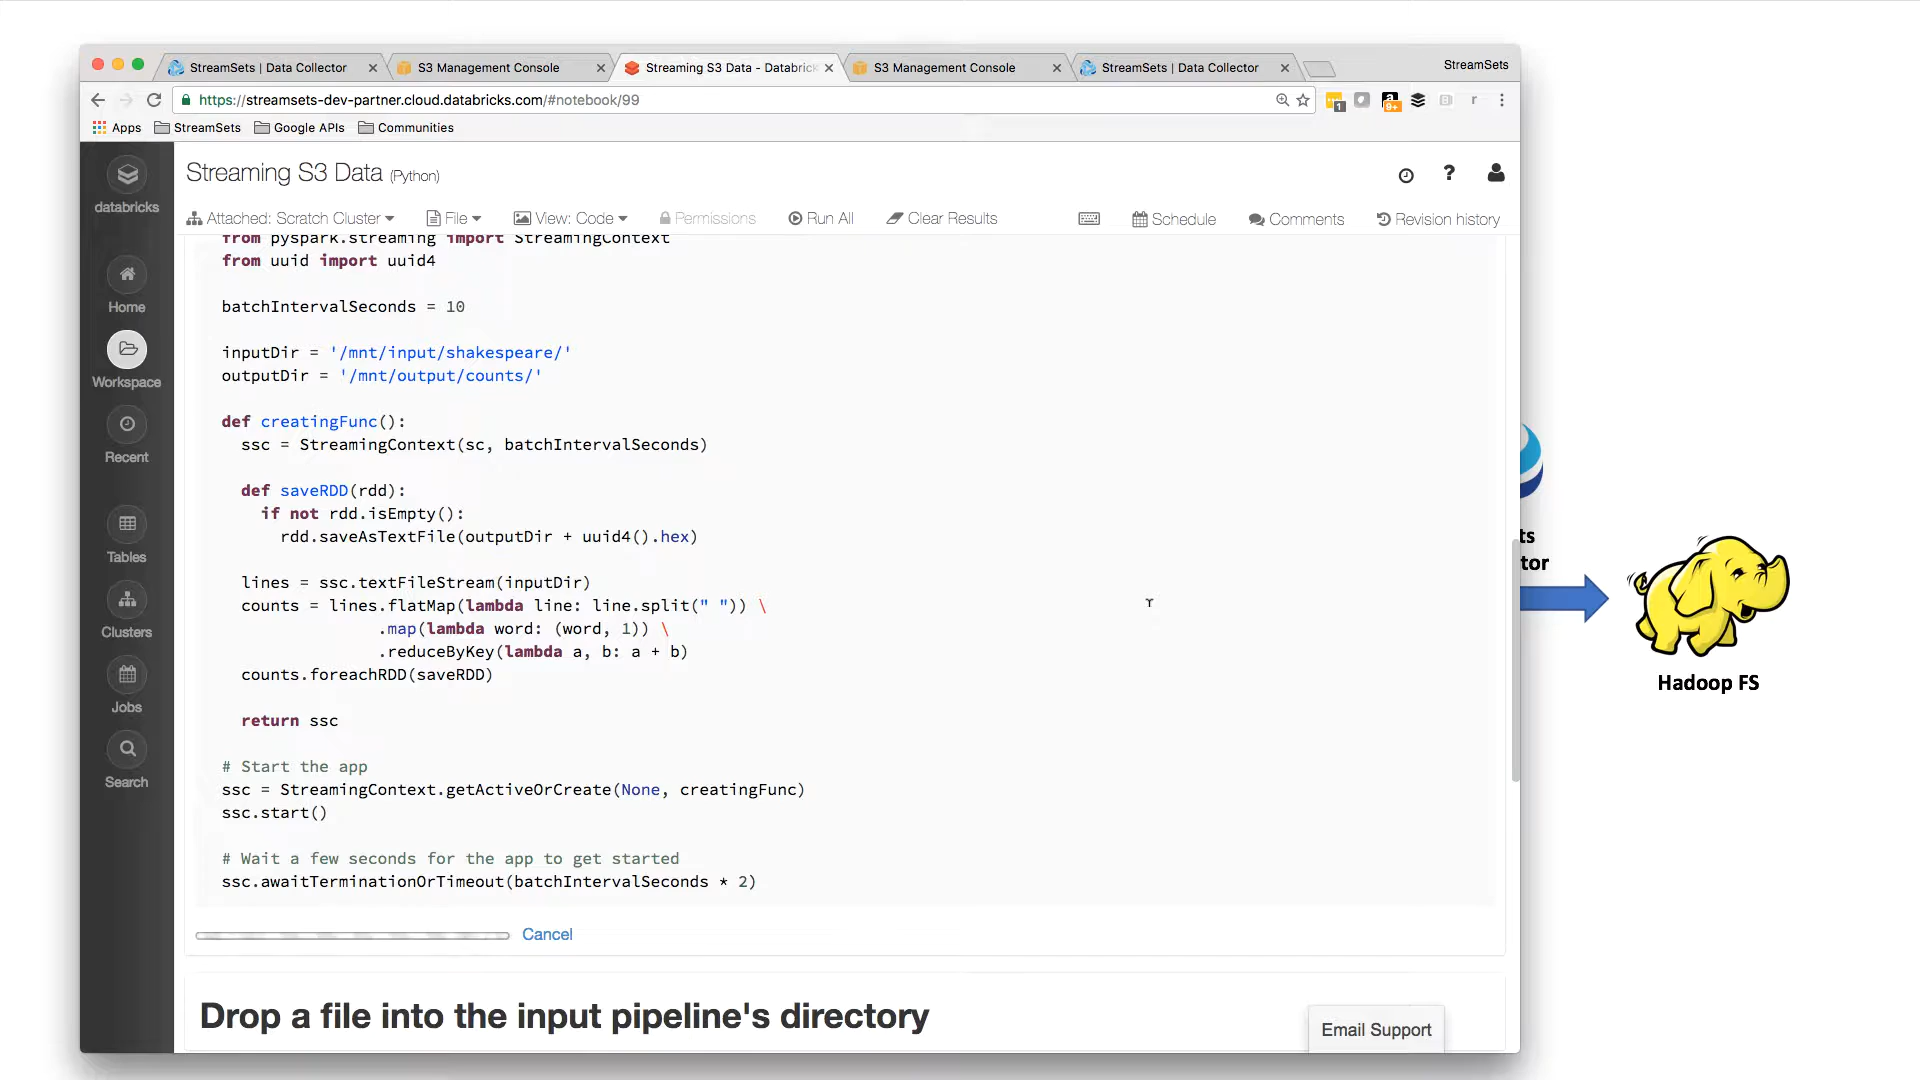 StreamSets | Data Collector
S3 Management Console
Streaming S3 Data - Databrick
S3 Management Console
StreamSets | Data Collector
StreamSets
https://streamsets-dev-partner.cloud.databricks.com/#notebook/99
1
9+
r
Apps
StreamSets
Google APIs
Communities
databricks
Home
Workspace
Recent
Tables
Clusters
Jobs
Search
Streaming S3 Data (Python)
Attached: Scratch Cluster
File
View: Code
Permissions
Run All
Clear Results
Schedule
Comments
Revision history
from pyspark.streaming import StreamingContext
from uuid import uuid4
batchIntervalSeconds = 10
inputDir = '/mnt/input/shakespeare/'
outputDir = '/mnt/output/counts/'
def creatingFunc():
  ssc = StreamingContext(sc, batchIntervalSeconds)
  def saveRDD(rdd):
    if not rdd.isEmpty():
      rdd.saveAsTextFile(outputDir + uuid4().hex)
  lines = ssc.textFileStream(inputDir)
  counts = lines.flatMap(lambda line: line.split(" ")) \
                .map(lambda word: (word, 1)) \
                .reduceByKey(lambda a, b: a + b)
  counts.foreachRDD(saveRDD)
  return ssc
# Start the app
ssc = StreamingContext.getActiveOrCreate(None, creatingFunc)
ssc.start()
# Wait a few seconds for the app to get started
ssc.awaitTerminationOrTimeout(batchIntervalSeconds * 2)
Cancel
Drop a file into the input pipeline's directory
Email Support
ts
tor
Hadoop FS